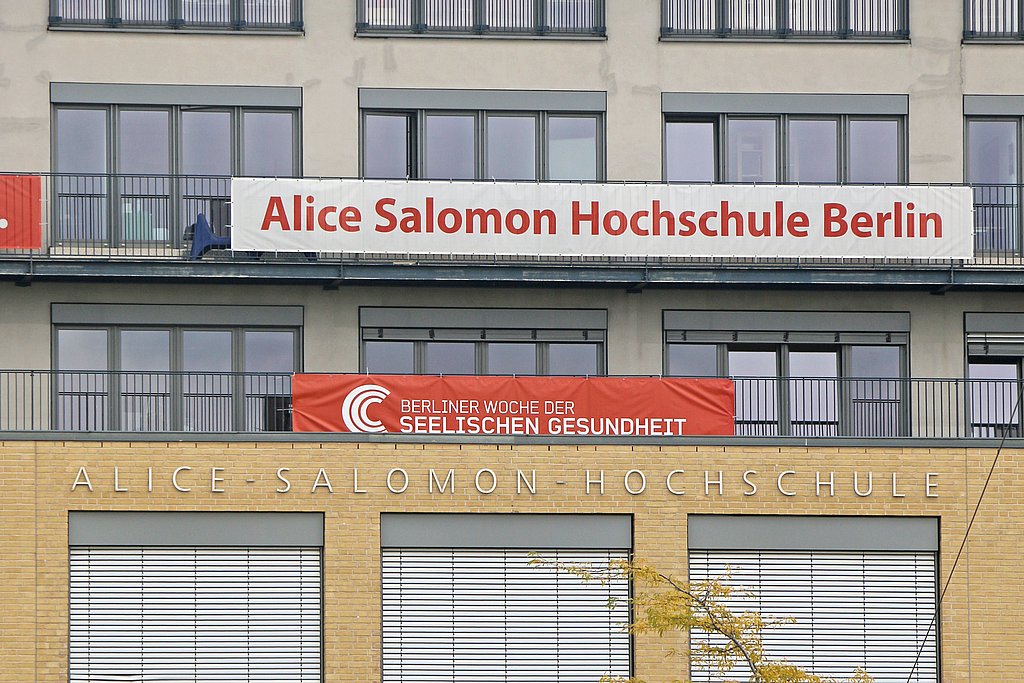 Alice Salomon Hochschule Berlin
BERLINER WOCHE DER
SEELISCHEN GESUNDHEIT
ALICE-SALOMON-HOCHSCHULE